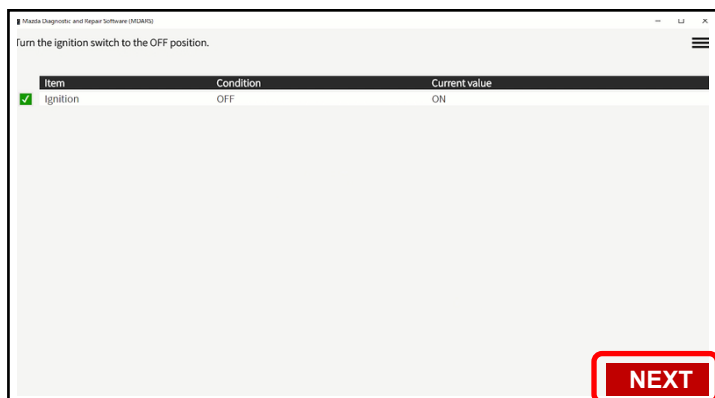 Mazda Diagnostic and Repair Software (MDARS)
Turn the ignition switch to the OFF position.
Item Condition Current value
Ignition OFF ON
NEXT